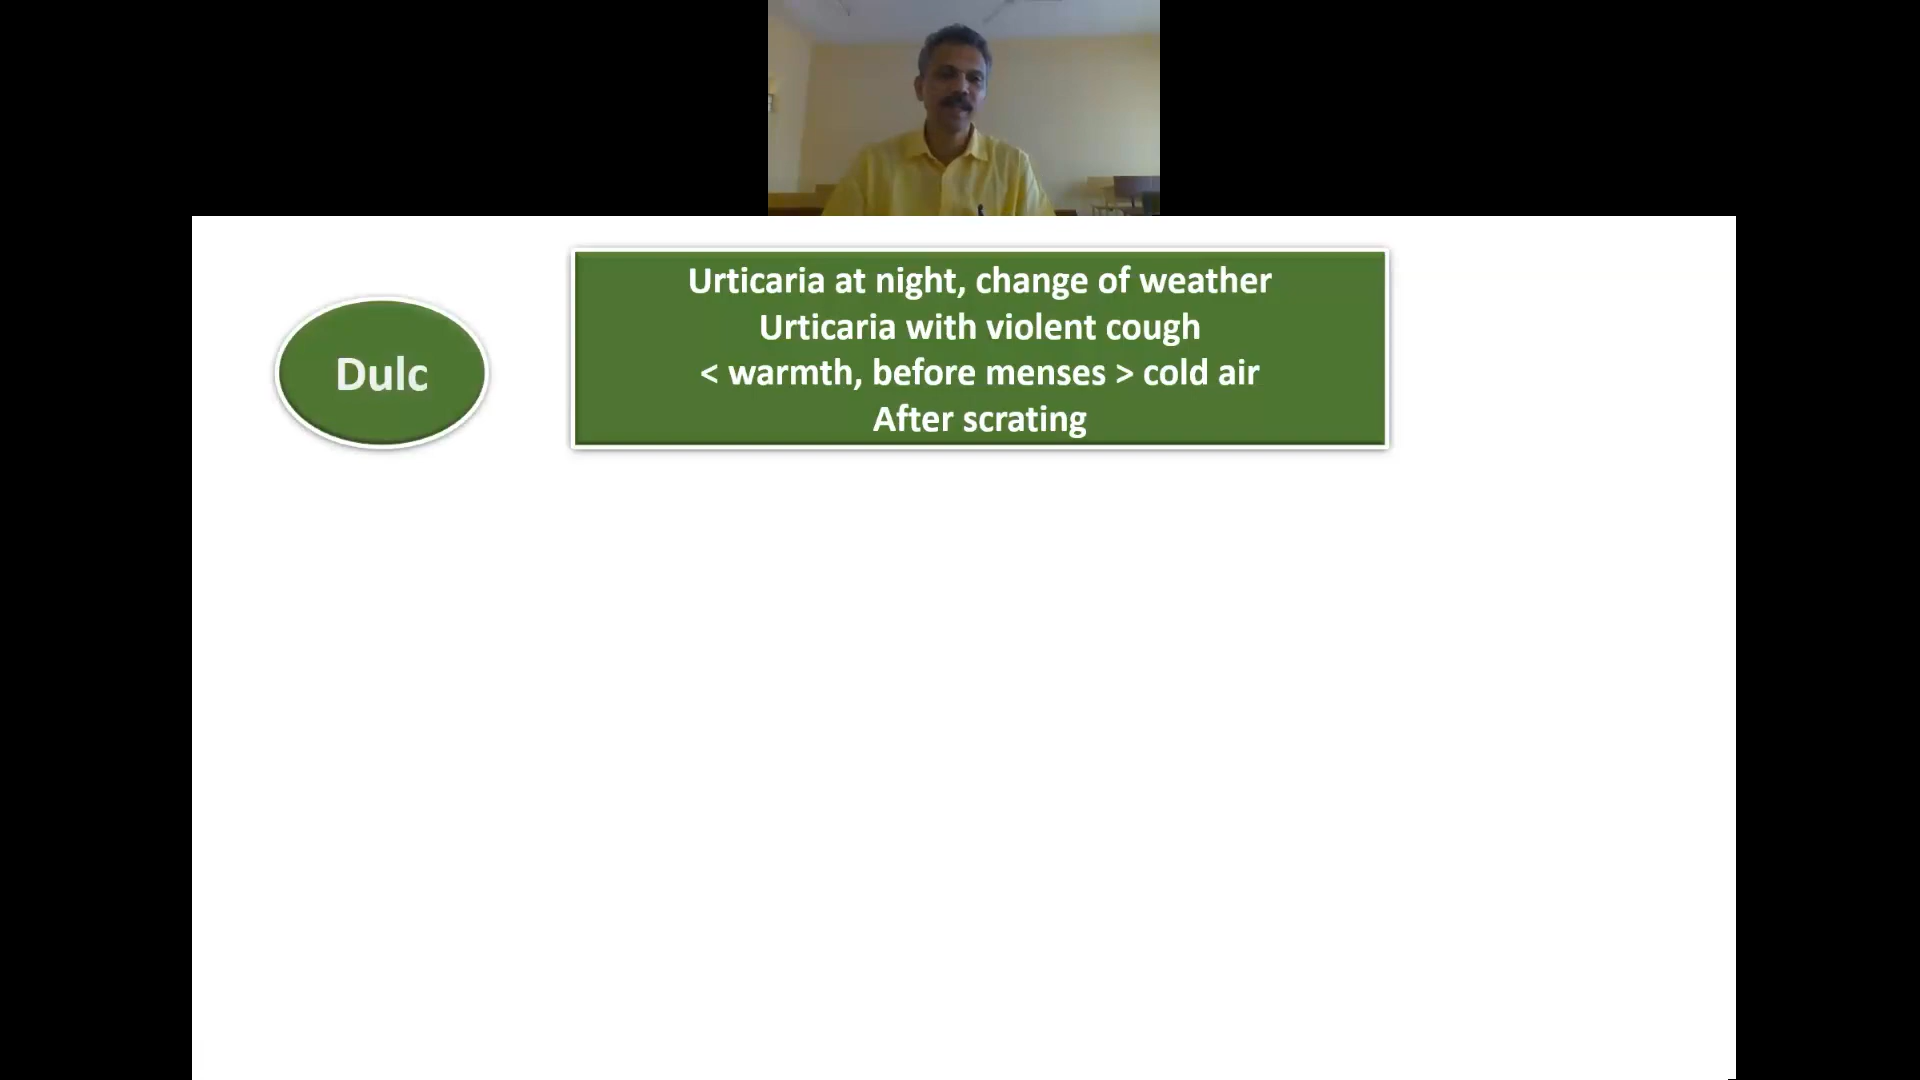 Urticaria at night, change of weather
Urticaria with violent cough
Dulc
< warmth, before menses > cold air
After scrating